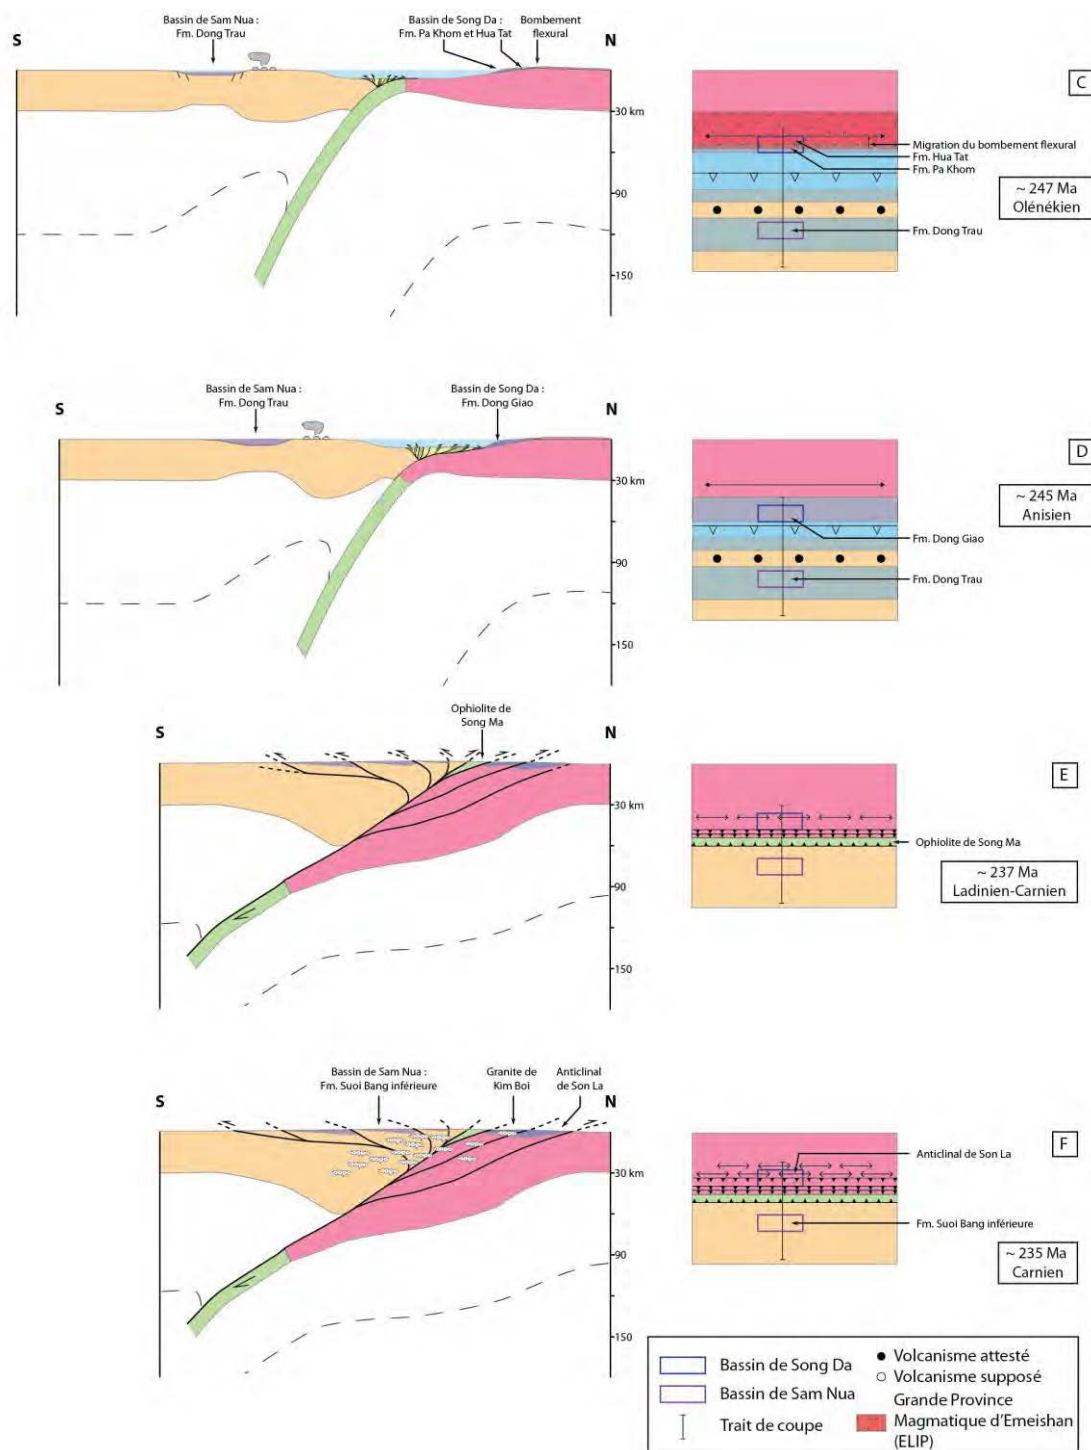 Bassin de Sam Nua :
Fm. Dong Trau
Bassin de Song Da :
Fm. Pa Khom et Hua Tat
Bombement
flexural
S
N
30 km
90
150
C
Migration du bombement flexural
Fm. Hua Tat
Fm. Pa Khom
Fm. Dong Trau
~ 247 Ma
Olénékien
Bassin de Sam Nua :
Fm. Dong Trau
Bassin de Song Da :
Fm. Dong Giao
S
N
30 km
90
150
D
Fm. Dong Giao
Fm. Dong Trau
~ 245 Ma
Anisien
Ophiolite de
Song Ma
S
N
30 km
90
150
E
Ophiolite de Song Ma
~ 237 Ma
Ladinien-Carnien
Bassin de Sam Nua :
Fm. Suoi Bang inférieure
Granite de
Kim Boi
Anticlinal
de Son La
S
N
30 km
90
150
F
Anticlinal de Son La
Fm. Suoi Bang inférieure
~ 235 Ma
Carnien
Bassin de Song Da
Bassin de Sam Nua
Trait de coupe
Volcanisme attesté
Volcanisme supposé
Grande Province
Magmatique d'Emeishan
(ELIP)